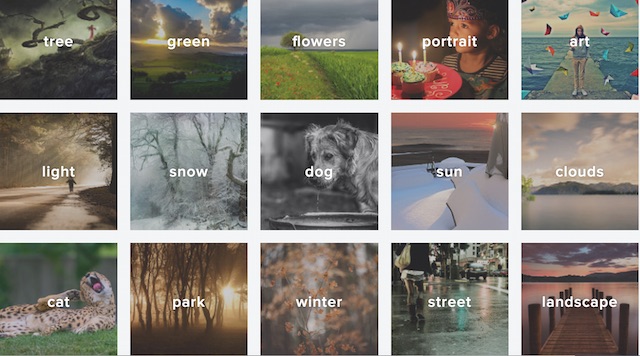 tree
green
flowers
portrait
art
light
snow
dog
sun
clouds
cat
park
winter
street
landscape